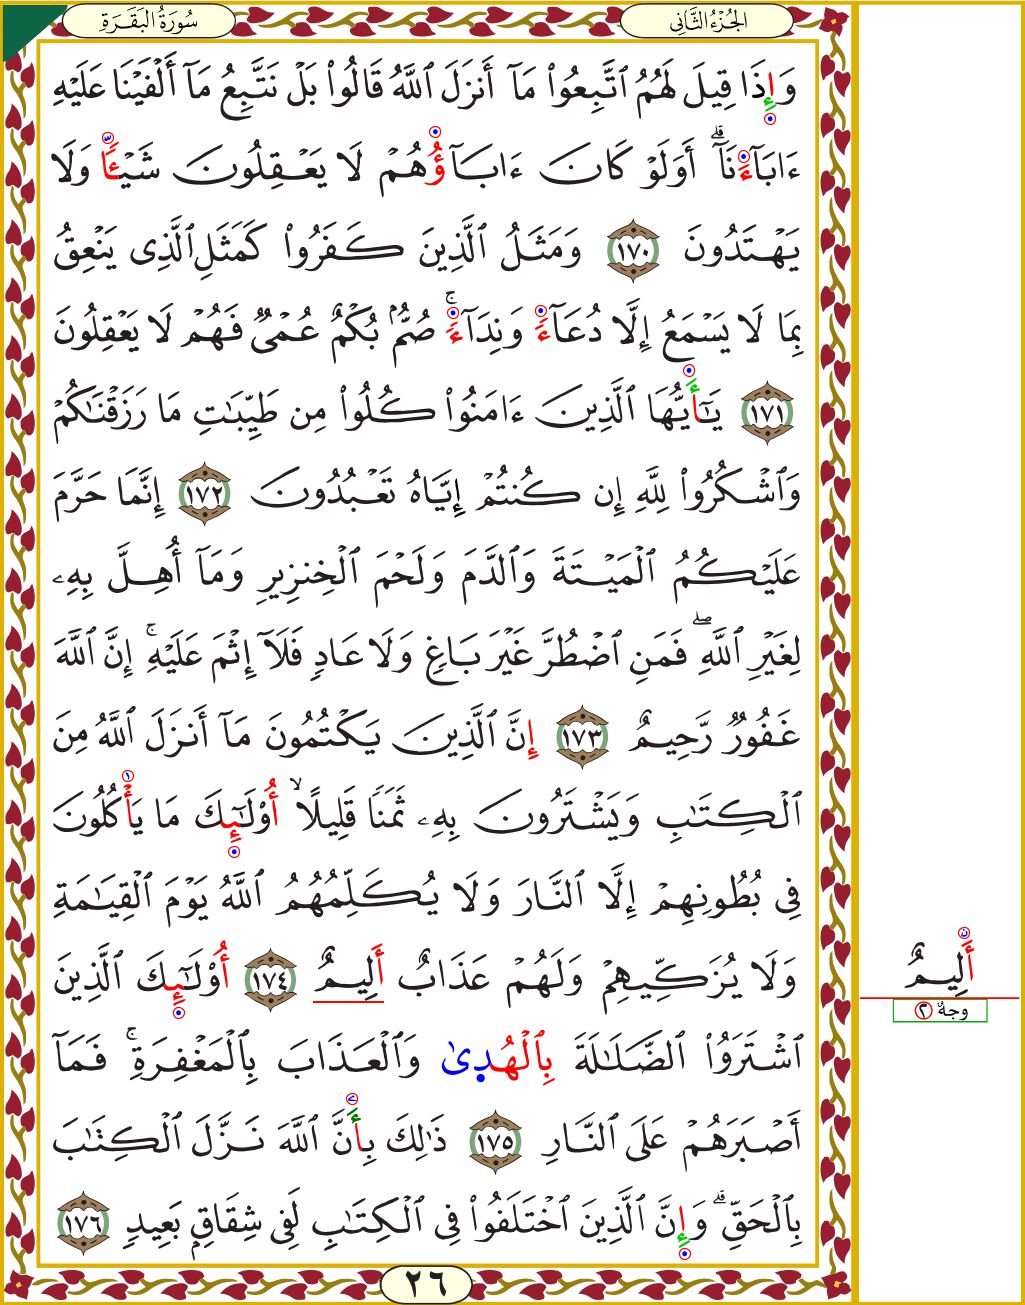 الجُزْءُ الثَّانِي
سُورَةُ البَقَرَةِ
وَإِذَا قِيلَ لَهُمُ ٱتَّبِعُوا۟ مَآ أَنزَلَ ٱللَّهُ قَالُوا۟ بَلْ نَتَّبِعُ مَآ أَلْفَيْنَا عَلَيْهِ
ءَابَآءَنَآ ۗ أَوَلَوْ كَانَ ءَابَآؤُهُمْ لَا يَعْقِلُونَ شَيْـًٔا وَلَا
يَهْتَدُونَ ١٧٠ وَمَثَلُ ٱلَّذِينَ كَفَرُوا۟ كَمَثَلِ ٱلَّذِى يَنْعِقُ
بِمَا لَا يَسْمَعُ إِلَّا دُعَآءً وَنِدَآءً ۚ صُمٌّۢ بُكْمٌ عُمْىٌ فَهُمْ لَا يَعْقِلُونَ
١٧١ يَـٰٓأَيُّهَا ٱلَّذِينَ ءَامَنُوا۟ كُلُوا۟ مِن طَيِّبَـٰتِ مَا رَزَقْنَـٰكُمْ
وَٱشْكُرُوا۟ لِلَّهِ إِن كُنتُمْ إِيَّاهُ تَعْبُدُونَ ١٧٢ إِنَّمَا حَرَّمَ
عَلَيْكُمُ ٱلْمَيْتَةَ وَٱلدَّمَ وَلَحْمَ ٱلْخِنزِيرِ وَمَآ أُهِلَّ بِهِۦ
لِغَيْرِ ٱللَّهِ ۖ فَمَنِ ٱضْطُرَّ غَيْرَ بَاغٍ وَلَا عَادٍ فَلَآ إِثْمَ عَلَيْهِ ۚ إِنَّ ٱللَّهَ
غَفُورٌ رَّحِيمٌ ١٧٣ إِنَّ ٱلَّذِينَ يَكْتُمُونَ مَآ أَنزَلَ ٱللَّهُ مِنَ
ٱلْكِتَـٰبِ وَيَشْتَرُونَ بِهِۦ ثَمَنًا قَلِيلًا ۙ أُو۟لَـٰٓئِكَ مَا يَأْكُلُونَ
فِى بُطُونِهِمْ إِلَّا ٱلنَّارَ وَلَا يُكَلِّمُهُمُ ٱللَّهُ يَوْمَ ٱلْقِيَـٰمَةِ
وَلَا يُزَكِّيهِمْ وَلَهُمْ عَذَابٌ أَلِيمٌ ١٧٤ أُو۟لَـٰٓئِكَ ٱلَّذِينَ
ٱشْتَرَوُا۟ ٱلضَّلَـٰلَةَ بِٱلْهُدِىٰ وَٱلْعَذَابَ بِٱلْمَغْفِرَةِ ۚ فَمَآ
أَصْبَرَهُمْ عَلَى ٱلنَّارِ ١٧٥ ذَٰلِكَ بِأَنَّ ٱللَّهَ نَزَّلَ ٱلْكِتَـٰبَ
بِٱلْحَقِّ ۗ وَإِنَّ ٱلَّذِينَ ٱخْتَلَفُوا۟ فِى ٱلْكِتَـٰبِ لَفِى شِقَاقٍ بَعِيدٍ ١٧٦
٢٦
أَلِيمٌ
وجهٌ ٢